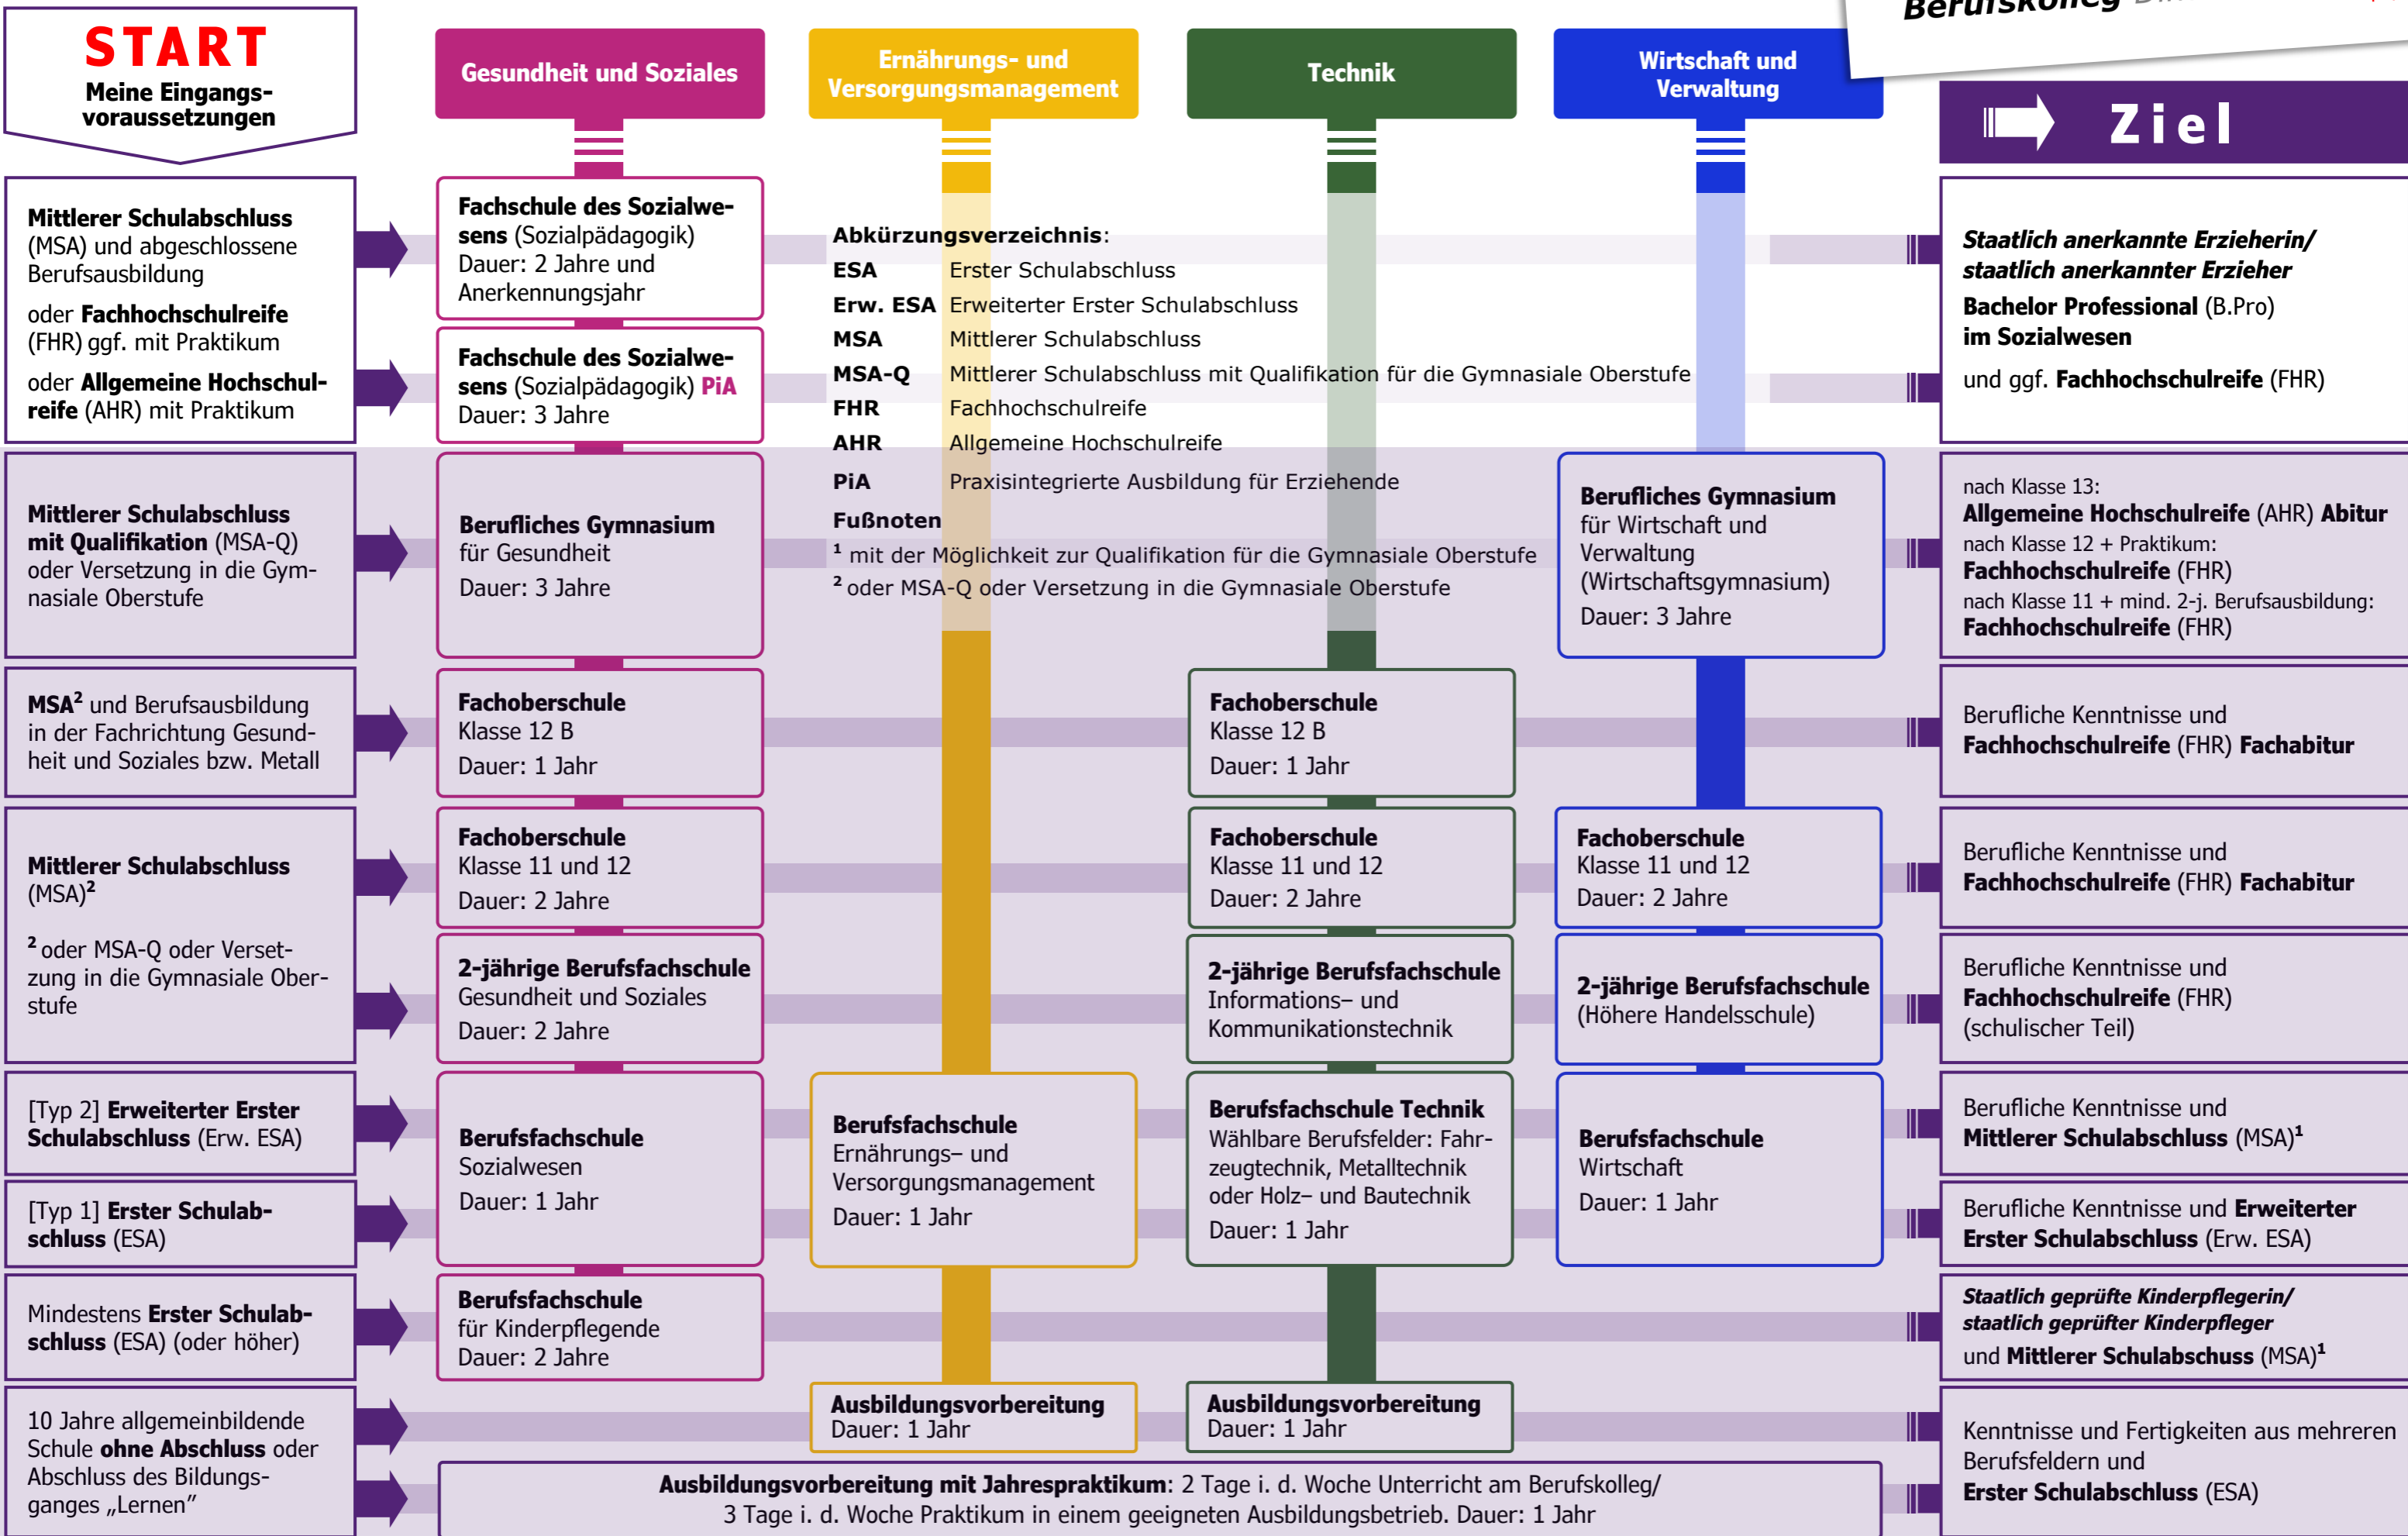 START
Meine Eingangs-
voraussetzungen
Gesundheit und Soziales
Ernährungs- und
Versorgungsmanagement
Technik
Wirtschaft und
Verwaltung
Berufskolleg
Ziel
Mittlerer Schulabschluss
(MSA) und abgeschlossene
Berufsausbildung
oder Fachhochschulreife
(FHR) ggf. mit Praktikum
oder Allgemeine Hochschul-
reife (AHR) mit Praktikum
Fachschule des Sozialwe-
sens (Sozialpädagogik)
Dauer: 2 Jahre und
Anerkennungsjahr
Fachschule des Sozialwe-
sens (Sozialpädagogik) PiA
Dauer: 3 Jahre
Abkürzungsverzeichnis:
ESA Erster Schulabschluss
Erw. ESA Erweiterter Erster Schulabschluss
MSA Mittlerer Schulabschluss
MSA-Q Mittlerer Schulabschluss mit Qualifikation für die Gymnasiale Oberstufe
FHR Fachhochschulreife
AHR Allgemeine Hochschulreife
PiA Praxisintegrierte Ausbildung für Erziehende
Fußnoten
¹ mit der Möglichkeit zur Qualifikation für die Gymnasiale Oberstufe
² oder MSA-Q oder Versetzung in die Gymnasiale Oberstufe
Staatlich anerkannte Erzieherin/
staatlich anerkannter Erzieher
Bachelor Professional (B.Pro)
im Sozialwesen
und ggf. Fachhochschulreife (FHR)
Mittlerer Schulabschluss
mit Qualifikation (MSA-Q)
oder Versetzung in die Gym-
nasiale Oberstufe
Berufliches Gymnasium
für Gesundheit
Dauer: 3 Jahre
Berufliches Gymnasium
für Wirtschaft und
Verwaltung
(Wirtschaftsgymnasium)
Dauer: 3 Jahre
nach Klasse 13:
Allgemeine Hochschulreife (AHR) Abitur
nach Klasse 12 + Praktikum:
Fachhochschulreife (FHR)
nach Klasse 11 + mind. 2-j. Berufsausbildung:
Fachhochschulreife (FHR)
MSA² und Berufsausbildung
in der Fachrichtung Gesund-
heit und Soziales bzw. Metall
Fachoberschule
Klasse 12 B
Dauer: 1 Jahr
Fachoberschule
Klasse 12 B
Dauer: 1 Jahr
Berufliche Kenntnisse und
Fachhochschulreife (FHR) Fachabitur
Mittlerer Schulabschluss
(MSA)²
² oder MSA-Q oder Verset-
zung in die Gymnasiale Ober-
stufe
Fachoberschule
Klasse 11 und 12
Dauer: 2 Jahre
Fachoberschule
Klasse 11 und 12
Dauer: 2 Jahre
Fachoberschule
Klasse 11 und 12
Dauer: 2 Jahre
Berufliche Kenntnisse und
Fachhochschulreife (FHR) Fachabitur
2-jährige Berufsfachschule
Gesundheit und Soziales
Dauer: 2 Jahre
2-jährige Berufsfachschule
Informations– und
Kommunikationstechnik
2-jährige Berufsfachschule
(Höhere Handelsschule)
Berufliche Kenntnisse und
Fachhochschulreife (FHR)
(schulischer Teil)
[Typ 2] Erweiterter Erster
Schulabschluss (Erw. ESA)
[Typ 1] Erster Schulab-
schluss (ESA)
Berufsfachschule
Sozialwesen
Dauer: 1 Jahr
Berufsfachschule
Ernährungs– und
Versorgungsmanagement
Dauer: 1 Jahr
Berufsfachschule Technik
Wählbare Berufsfelder: Fahr-
zeugtechnik, Metalltechnik
oder Holz– und Bautechnik
Dauer: 1 Jahr
Berufsfachschule
Wirtschaft
Dauer: 1 Jahr
Berufliche Kenntnisse und
Mittlerer Schulabschluss (MSA)¹
Berufliche Kenntnisse und Erweiterter
Erster Schulabschluss (Erw. ESA)
Mindestens Erster Schulab-
schluss (ESA) (oder höher)
Berufsfachschule
für Kinderpflegende
Dauer: 2 Jahre
Staatlich geprüfte Kinderpflegerin/
staatlich geprüfter Kinderpfleger
und Mittlerer Schulabschuss (MSA)¹
10 Jahre allgemeinbildende
Schule ohne Abschluss oder
Abschluss des Bildungs-
ganges „Lernen”
Ausbildungsvorbereitung
Dauer: 1 Jahr
Ausbildungsvorbereitung
Dauer: 1 Jahr
Ausbildungsvorbereitung mit Jahrespraktikum: 2 Tage i. d. Woche Unterricht am Berufskolleg/
3 Tage i. d. Woche Praktikum in einem geeigneten Ausbildungsbetrieb. Dauer: 1 Jahr
Kenntnisse und Fertigkeiten aus mehreren
Berufsfeldern und
Erster Schulabschluss (ESA)